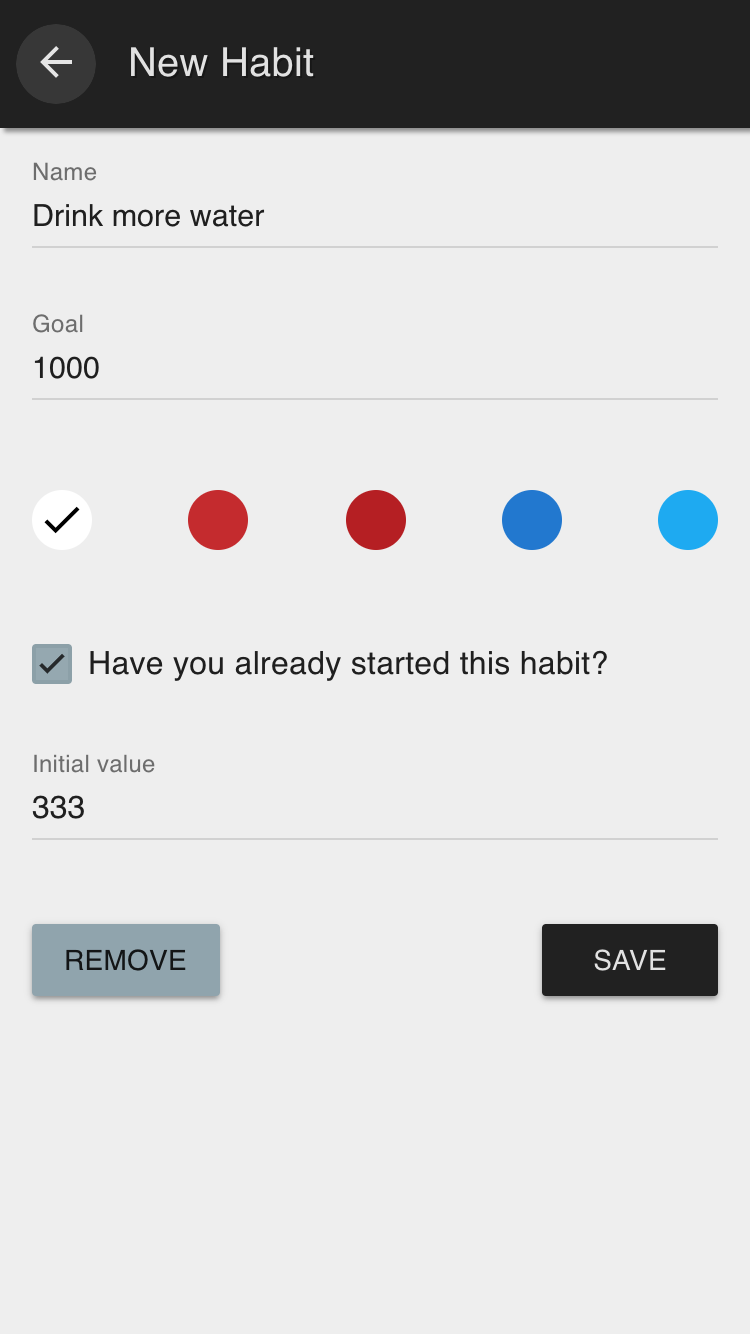 New Habit
Name
Drink more water
Goal
1000
Have you already started this habit?
Initial value
333
REMOVE
SAVE